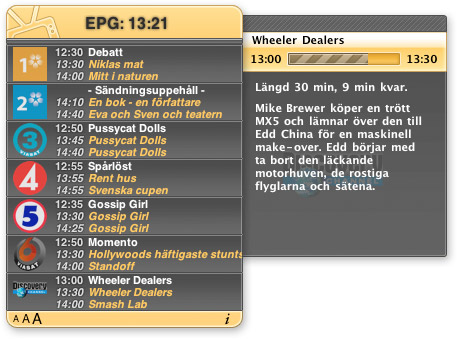 EPG: 13:21
1
12:30 Debatt
13:30 Niklas mat
14:00 Mitt i naturen
2
- Sändningsuppehåll -
14:10 En bok - en författare
14:40 Eva och Sven och teatern
3
VIASAT
12:50 Pussycat Dolls
13:45 Pussycat Dolls
14:40 Pussycat Dolls
4
12:55 Spårlöst
13:55 Rent hus
14:55 Svenska cupen
5
12:35 Gossip Girl
13:30 Gossip Girl
14:25 Gossip Girl
6
VIASAT
12:50 Momento
13:30 Hollywoods häftigaste stunts
14:00 Standoff
Discovery
CHANNEL
13:00 Wheeler Dealers
13:30 Wheeler Dealers
14:00 Smash Lab
A A A
i
Wheeler Dealers
13:00 13:30
Längd 30 min, 9 min kvar.
Mike Brewer köper en trött
MX5 och lämnar över den till
Edd China för en maskinell
make-over. Edd börjar med
ta bort den läckande
motorhuven, de rostiga
flyglarna och sätena.
Discovery